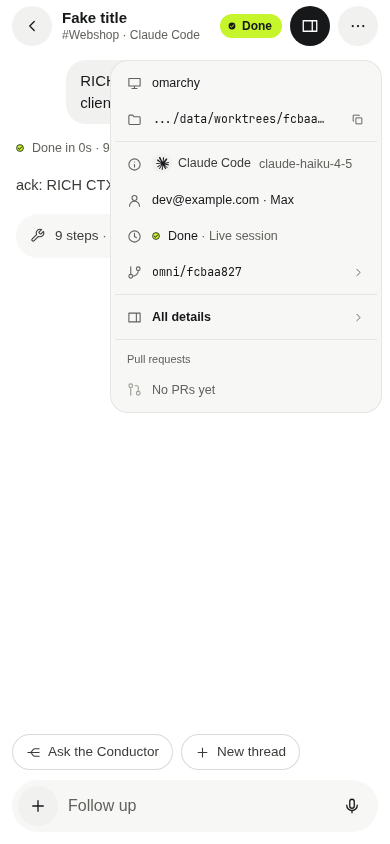 Fake title
#Webshop · Claude Code
Done
RICH
clien
Done in 0s · 9
ack: RICH CTX
9 steps ·
omarchy
.../data/worktrees/fcbaa…
Claude Code claude-haiku-4-5
dev@example.com · Max
Done · Live session
omni/fcbaa827
All details
Pull requests
No PRs yet
Ask the Conductor
New thread
Follow up